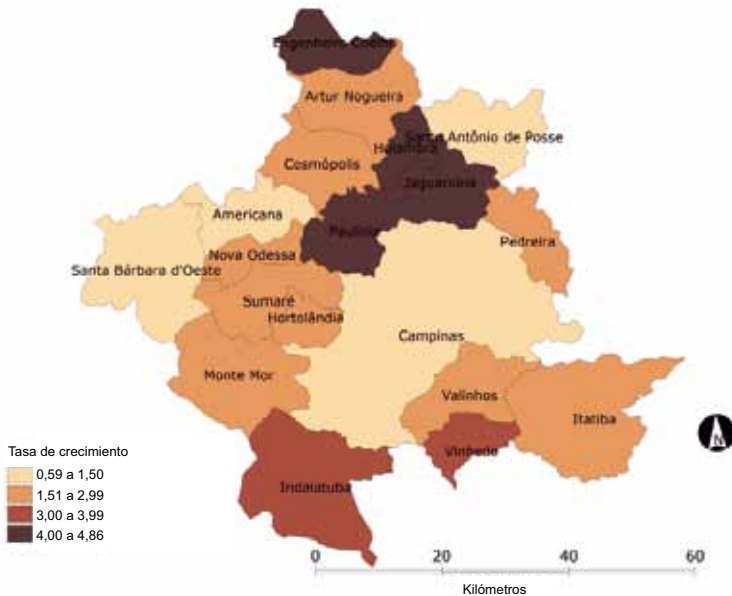 Engenheiro Coelho
Artur Nogueira
Santo Antônio de Posse
Holambra
Cosmópolis
Jaguariúna
Americana
Paulínia
Pedreira
Nova Odessa
Santa Bárbara d'Oeste
Sumaré
Hortolândia
Campinas
Monte Mor
Valinhos
Itatiba
N
Vinhedo
Indaiatuba
Tasa de crecimiento
0,59 a 1,50
1,51 a 2,99
3,00 a 3,99
4,00 a 4,86
0 20 40 60
Kilómetros